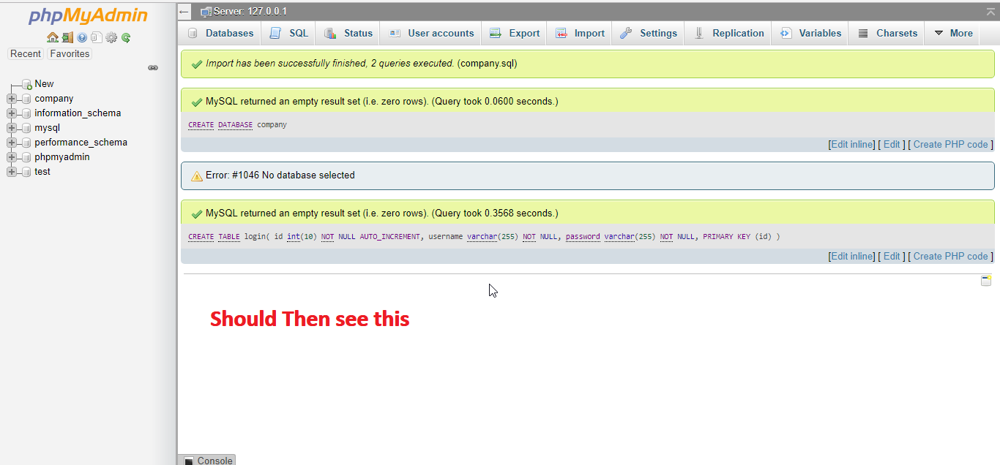 phpMyAdmin
Recent Favorites
New
company
information_schema
mysql
performance_schema
phpmyadmin
test
Server: 127.0.0.1
Databases SQL Status User accounts Export Import Settings Replication Variables Charsets More
Import has been successfully finished, 2 queries executed. (company.sql)
MySQL returned an empty result set (i.e. zero rows). (Query took 0.0600 seconds.)
CREATE DATABASE company
[Edit inline] [ Edit ] [ Create PHP code ]
Error: #1046 No database selected
MySQL returned an empty result set (i.e. zero rows). (Query took 0.3568 seconds.)
CREATE TABLE login( id int(10) NOT NULL AUTO_INCREMENT, username varchar(255) NOT NULL, password varchar(255) NOT NULL, PRIMARY KEY (id) )
[Edit inline] [ Edit ] [ Create PHP code ]
Should Then see this
Console